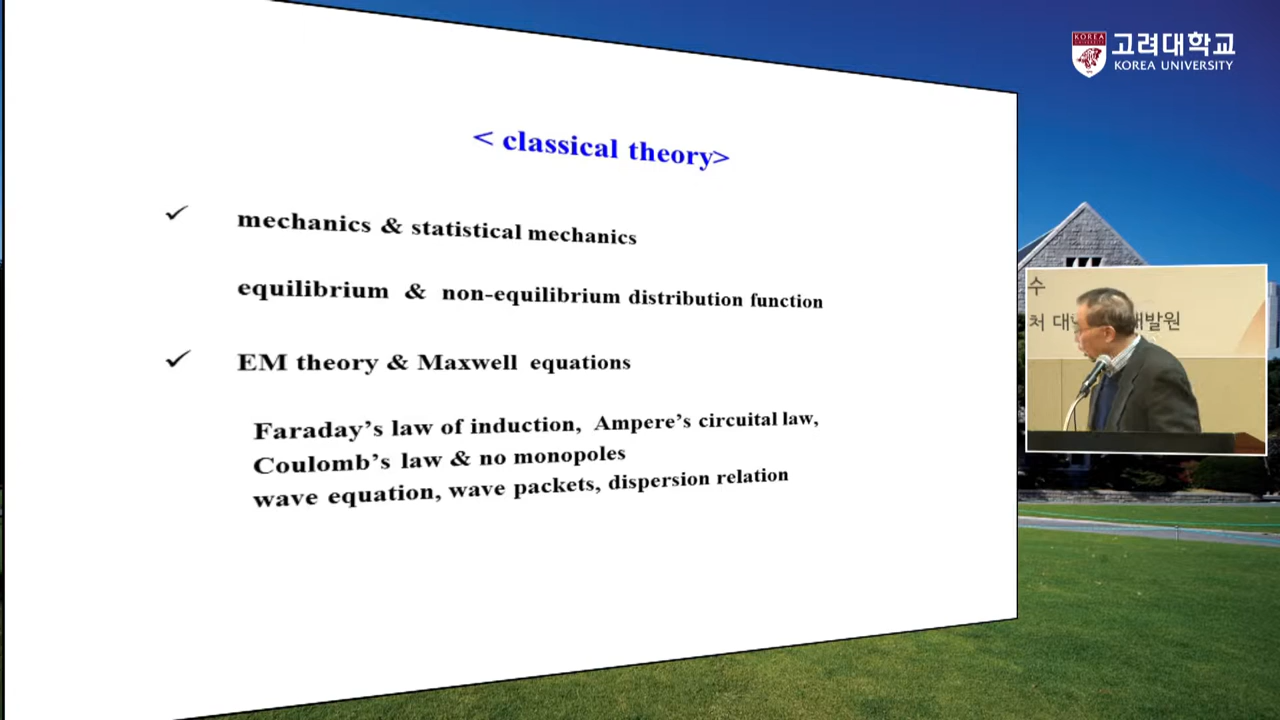 고려대학교
KOREA UNIVERSITY
< classical theory>
✓ mechanics & statistical mechanics
equilibrium & non-equilibrium distribution function
✓ EM theory & Maxwell equations
Faraday's law of induction, Ampere's circuital law,
Coulomb's law & no monopoles
wave equation, wave packets, dispersion relation
수
처 대
개발원